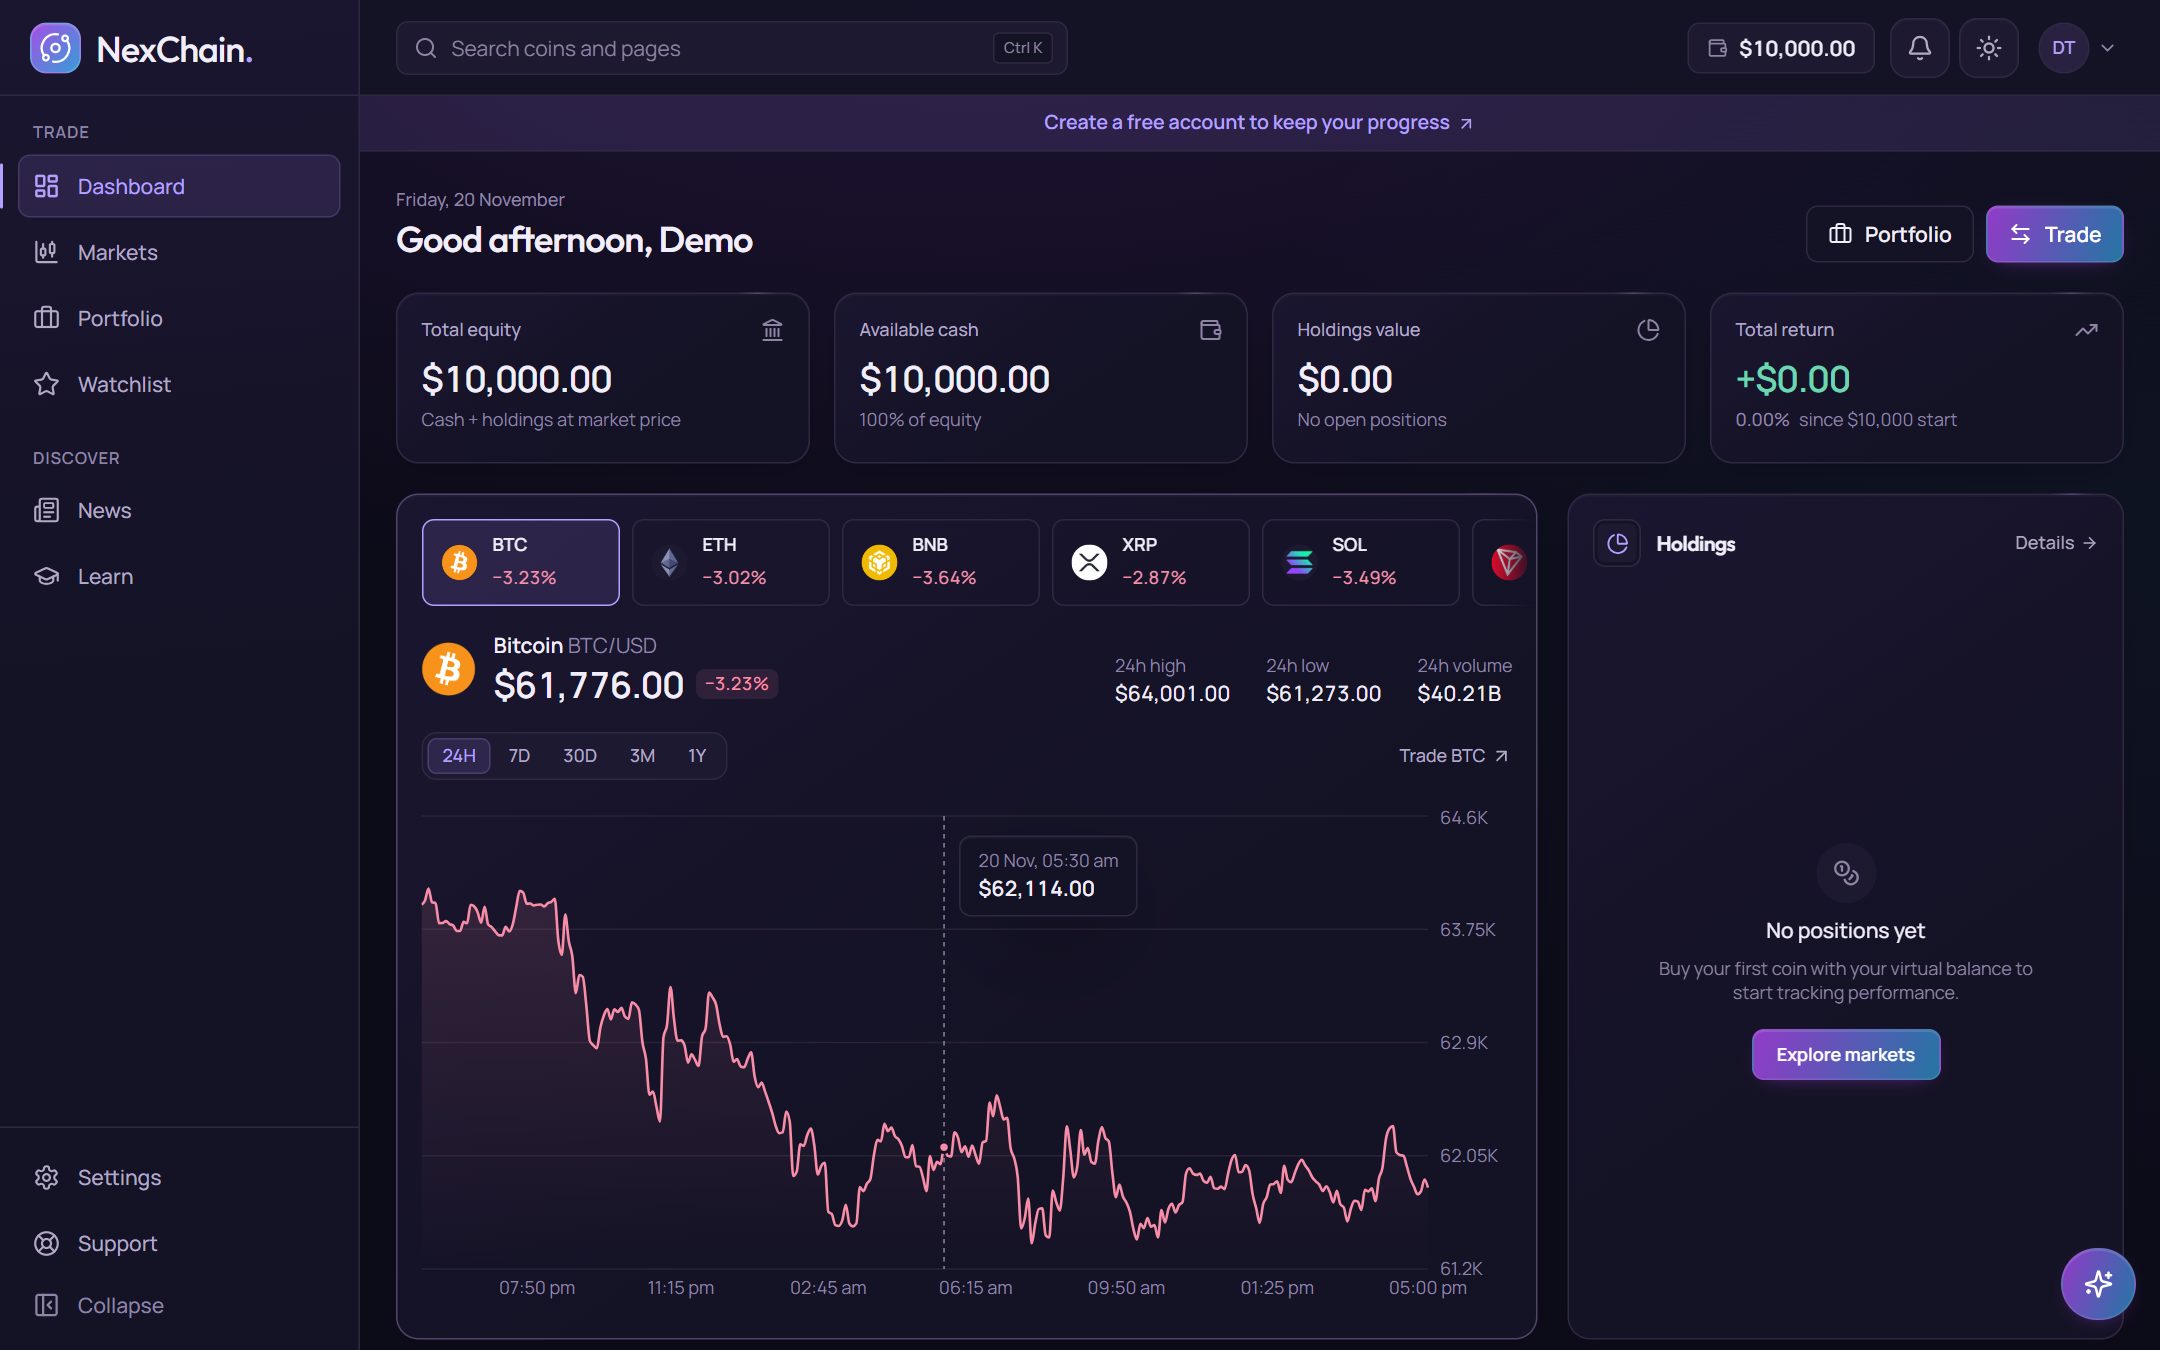 NexChain.
Search coins and pages
Ctrl K
$10,000.00
DT
Create a free account to keep your progress
TRADE
Dashboard
Markets
Portfolio
Watchlist
DISCOVER
News
Learn
Settings
Support
Collapse
Friday, 20 November
Good afternoon, Demo
Portfolio
Trade
Total equity
$10,000.00
Cash + holdings at market price
Available cash
$10,000.00
100% of equity
Holdings value
$0.00
No open positions
Total return
+$0.00
0.00% since $10,000 start
BTC
−3.23%
ETH
−3.02%
BNB
−3.64%
XRP
−2.87%
SOL
−3.49%
Bitcoin BTC/USD
$61,776.00 −3.23%
24h high
$64,001.00
24h low
$61,273.00
24h volume
$40.21B
24H 7D 30D 3M 1Y
Trade BTC
20 Nov, 05:30 am
$62,114.00
64.6K
63.75K
62.9K
62.05K
61.2K
07:50 pm 11:15 pm 02:45 am 06:15 am 09:50 am 01:25 pm 05:00 pm
Holdings
Details
No positions yet
Buy your first coin with your virtual balance to
start tracking performance.
Explore markets